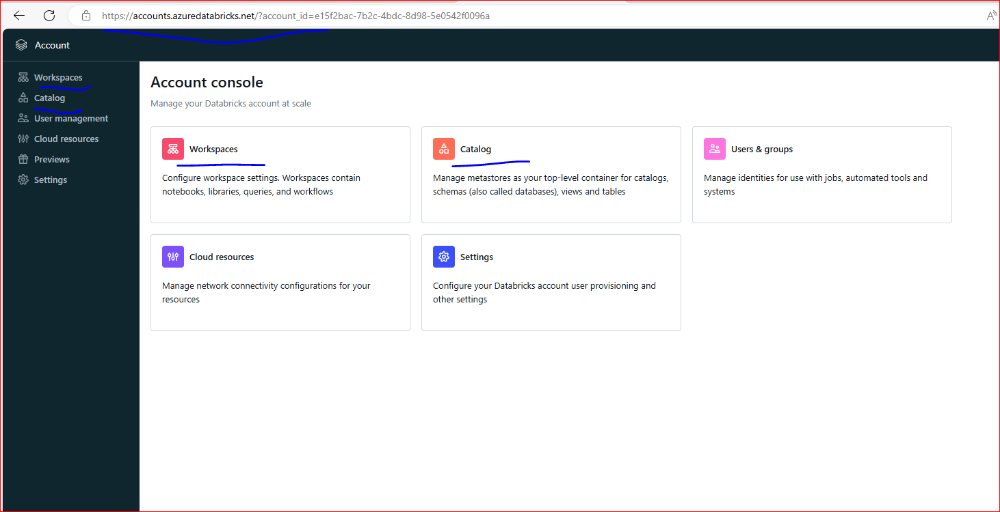 https://accounts.azuredatabricks.net/?account_id=e15f2bac-7b2c-4bdc-8d98-5e0542f0096a
A
Account
Workspaces
Catalog
User management
Cloud resources
Previews
Settings
Account console
Manage your Databricks account at scale
Workspaces
Configure workspace settings. Workspaces contain
notebooks, libraries, queries, and workflows
Catalog
Manage metastores as your top-level container for catalogs,
schemas (also called databases), views and tables
Users & groups
Manage identities for use with jobs, automated tools and
systems
Cloud resources
Manage network connectivity configurations for your
resources
Settings
Configure your Databricks account user provisioning and
other settings